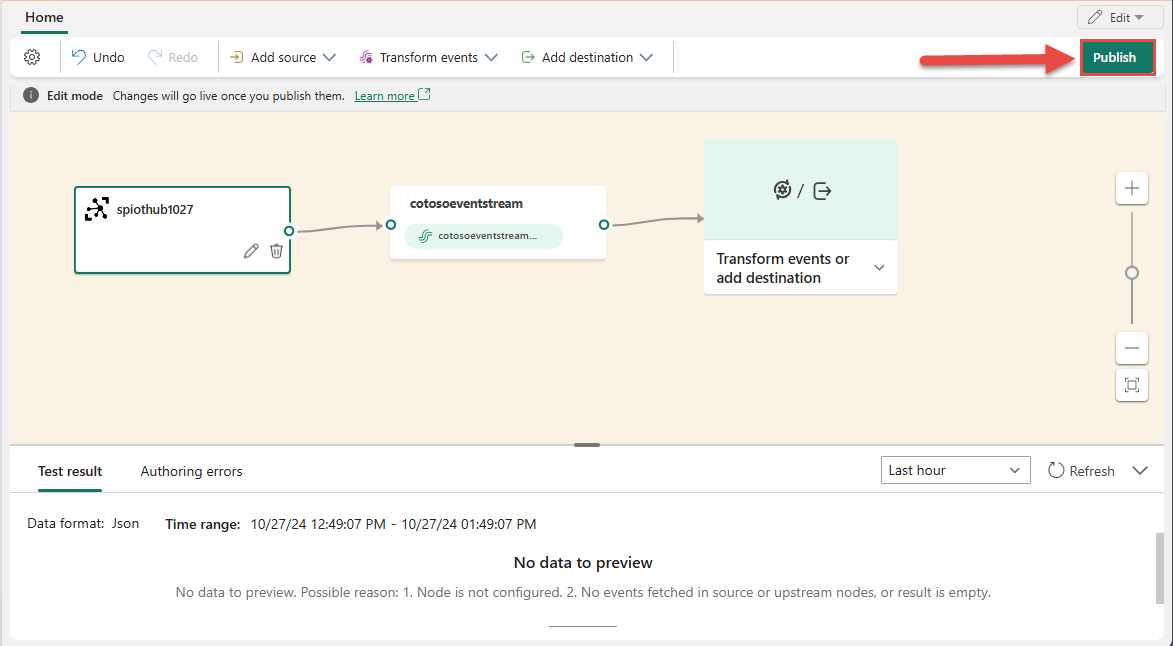 Home
Edit
Undo
Redo
Add source
Transform events
Add destination
Publish
Edit mode
Changes will go live once you publish them.
Learn more
spiothub1027
cotosoeventstream
cotosoeventstream...
/
Transform events or
add destination
Test result
Authoring errors
Last hour
Refresh
Data format: Json
Time range: 10/27/24 12:49:07 PM - 10/27/24 01:49:07 PM
No data to preview
No data to preview. Possible reason: 1. Node is not configured. 2. No events fetched in source or upstream nodes, or result is empty.